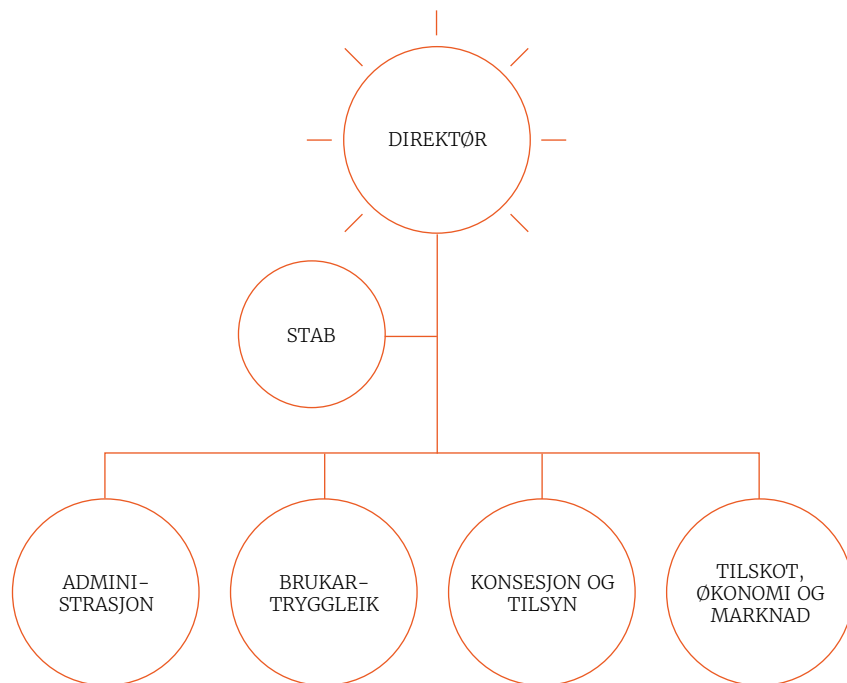 DIREKTØR
STAB
ADMINI-
STRASJON
BRUKAR-
TRYGGLEIK
KONSESJON OG
TILSYN
TILSKOT,
ØKONOMI OG
MARKNAD